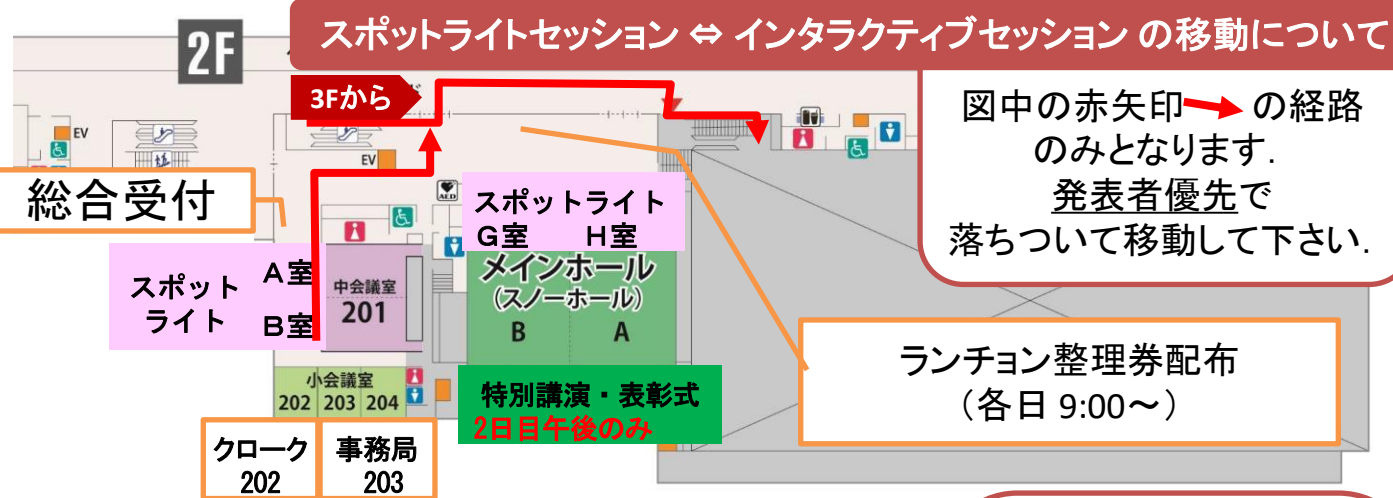 2F
スポットライトセッション ⇔ インタラクティブセッション の移動について
3Fから
図中の赤矢印 の経路
のみとなります.
発表者優先で
落ちついて移動して下さい.
EV
EV
AED
総合受付
スポットライト
G室 H室
メインホール
(スノーホール)
B A
スポット
ライト
A室
B室
中会議室
201
小会議室
202 203 204
特別講演・表彰式
2日目午後のみ
ランチョン整理券配布
(各日 9:00～)
クローク
202
事務局
203